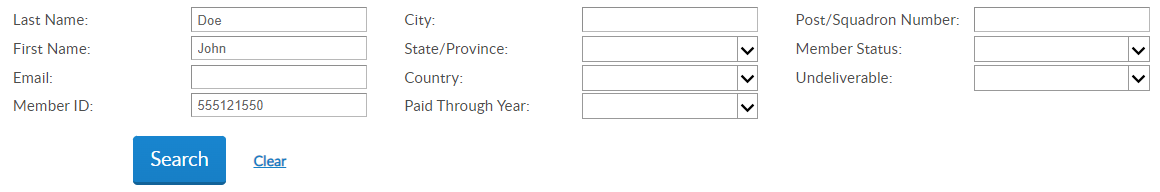 Last Name: Doe City: Post/Squadron Number:
First Name: John State/Province: Member Status:
Email: Country: Undeliverable:
Member ID: 555121550 Paid Through Year:
Search Clear